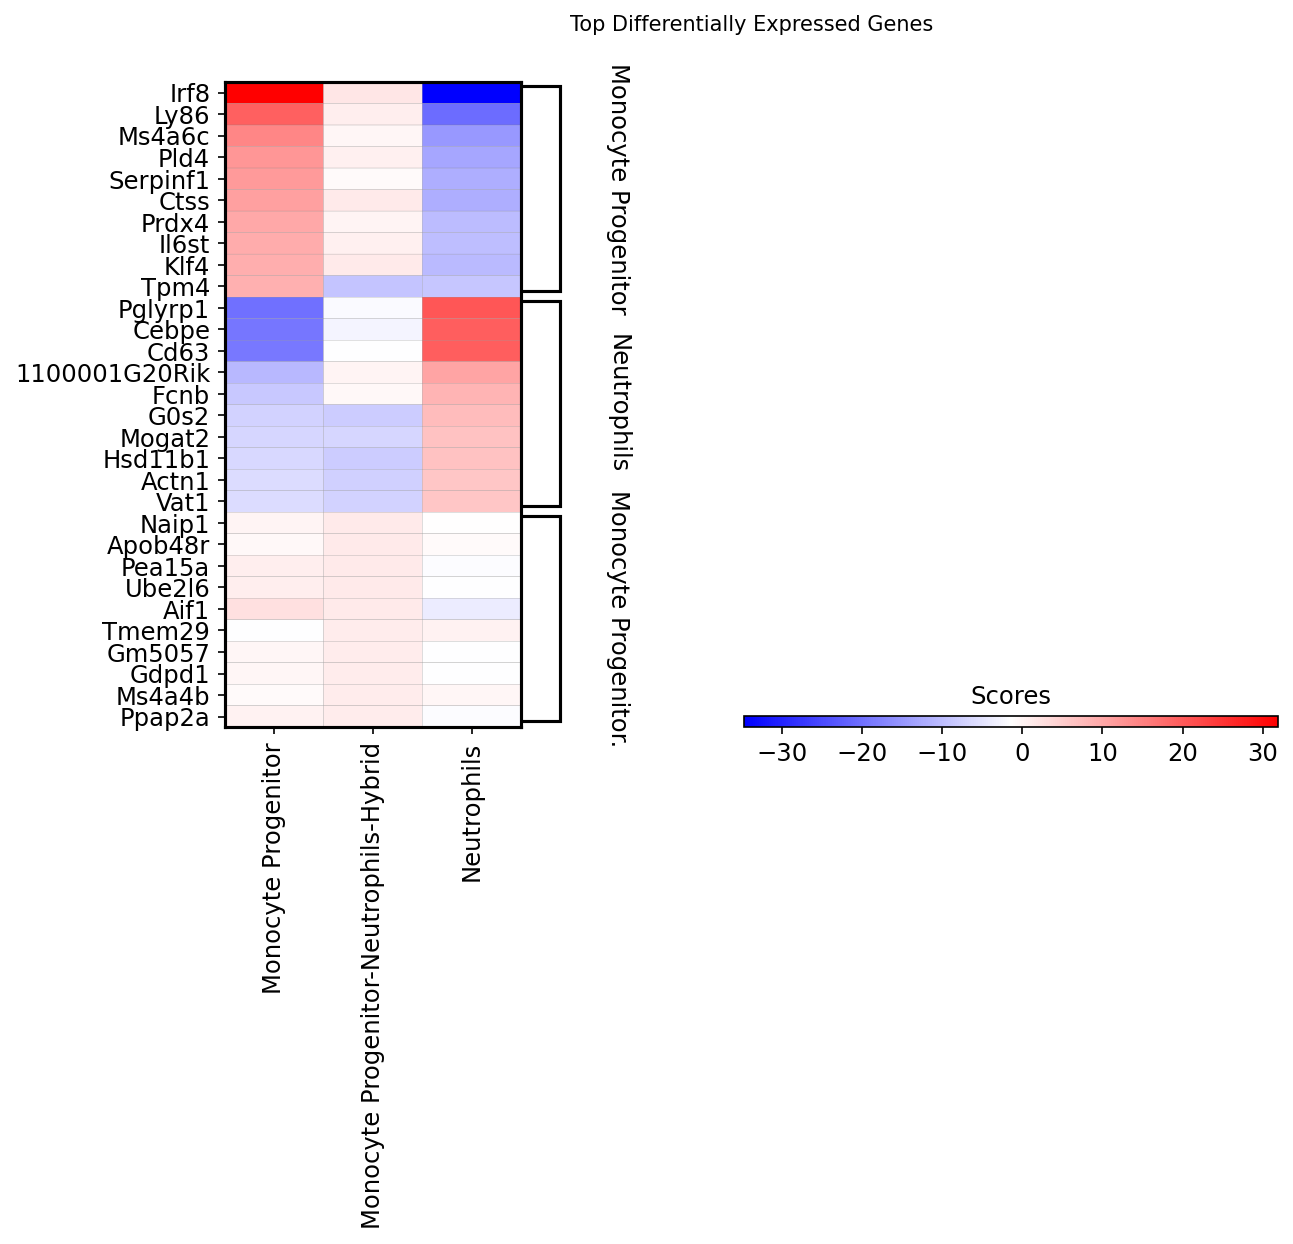 Top Differentially Expressed Genes
Irf8
Ly86
Ms4a6c
Pld4
Serpinf1
Ctss
Prdx4
Il6st
Klf4
Tpm4
Pglyrp1
Cebpe
Cd63
1100001G20Rik
Fcnb
G0s2
Mogat2
Hsd11b1
Actn1
Vat1
Naip1
Apob48r
Pea15a
Ube2l6
Aif1
Tmem29
Gm5057
Gdpd1
Ms4a4b
Ppap2a
Monocyte Progenitor
Neutrophils
Monocyte Progenitor.
Monocyte Progenitor
Monocyte Progenitor-Neutrophils-Hybrid
Neutrophils
Scores
−30 −20 −10 0 10 20 30